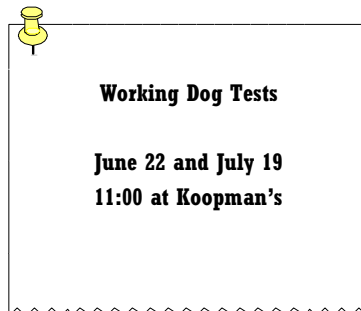 Working Dog Tests
June 22 and July 19
11:00 at Koopman's